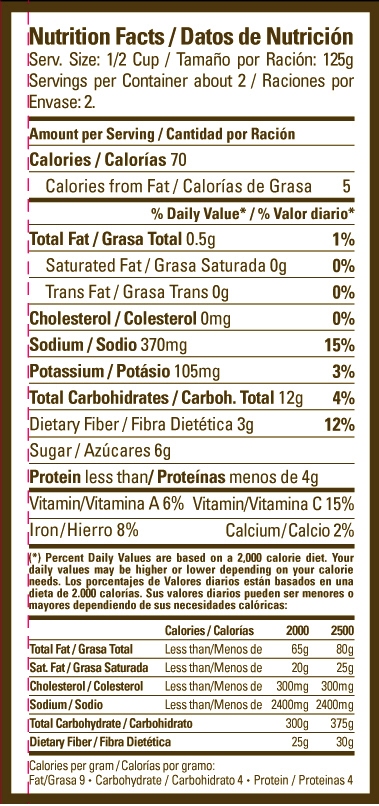 Nutrition Facts / Datos de Nutrición
Serv. Size: 1/2 Cup / Tamaño por Ración: 125g
Servings per Container about 2 / Raciones por
Envase: 2.
Amount per Serving / Cantidad por Ración
Calories / Calorías 70
Calories from Fat / Calorías de Grasa 5
% Daily Value* / % Valor diario*
Total Fat / Grasa Total 0.5g 1%
Saturated Fat / Grasa Saturada 0g 0%
Trans Fat / Grasa Trans 0g 0%
Cholesterol / Colesterol 0mg 0%
Sodium / Sodio 370mg 15%
Potassium / Potásio 105mg 3%
Total Carbohidrates / Carboh. Total 12g 4%
Dietary Fiber / Fibra Dietética 3g 12%
Sugar / Azúcares 6g
Protein less than/ Proteínas menos de 4g
Vitamin/Vitamina A 6% Vitamin/Vitamina C 15%
Iron/Hierro 8% Calcium/Calcio 2%
(*) Percent Daily Values are based on a 2,000 calorie diet. Your
daily values may be higher or lower depending on your calorie
needs. Los porcentajes de Valores diarios están basados en una
dieta de 2.000 calorías. Sus valores diarios pueden ser menores o
mayores dependiendo de sus necesidades calóricas:
Calories / Calorías 2000 2500
Total Fat / Grasa Total Less than/Menos de 65g 80g
Sat. Fat / Grasa Saturada Less than/Menos de 20g 25g
Cholesterol / Colesterol Less than/Menos de 300mg 300mg
Sodium / Sodio Less than/Menos de 2400mg 2400mg
Total Carbohydrate / Carbohidrato 300g 375g
Dietary Fiber / Fibra Dietética 25g 30g
Calories per gram / Calorías por gramo:
Fat/Grasa 9 • Carbohydrate / Carbohidrato 4 • Protein / Proteinas 4